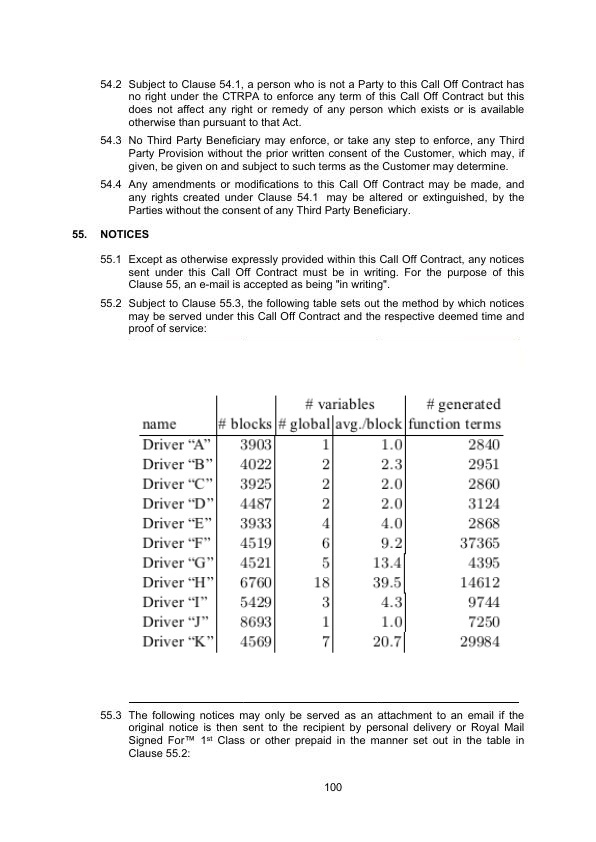 54.2 Subject to Clause 54.1, a person who is not a Party to this Call Off Contract has
no right under the CTRPA to enforce any term of this Call Off Contract but this
does not affect any right or remedy of any person which exists or is available
otherwise than pursuant to that Act.
54.3 No Third Party Beneficiary may enforce, or take any step to enforce, any Third
Party Provision without the prior written consent of the Customer, which may, if
given, be given on and subject to such terms as the Customer may determine.
54.4 Any amendments or modifications to this Call Off Contract may be made, and
any rights created under Clause 54.1 may be altered or extinguished, by the
Parties without the consent of any Third Party Beneficiary.
55. NOTICES
55.1 Except as otherwise expressly provided within this Call Off Contract, any notices
sent under this Call Off Contract must be in writing. For the purpose of this
Clause 55, an e-mail is accepted as being "in writing".
55.2 Subject to Clause 55.3, the following table sets out the method by which notices
may be served under this Call Off Contract and the respective deemed time and
proof of service:
# variables # generated
name # blocks # global avg./block function terms
Driver “A” 3903 1 1.0 2840
Driver “B” 4022 2 2.3 2951
Driver “C” 3925 2 2.0 2860
Driver “D” 4487 2 2.0 3124
Driver “E” 3933 4 4.0 2868
Driver “F” 4519 6 9.2 37365
Driver “G” 4521 5 13.4 4395
Driver “H” 6760 18 39.5 14612
Driver “I” 5429 3 4.3 9744
Driver “J” 8693 1 1.0 7250
Driver “K” 4569 7 20.7 29984
55.3 The following notices may only be served as an attachment to an email if the
original notice is then sent to the recipient by personal delivery or Royal Mail
Signed For™ 1st Class or other prepaid in the manner set out in the table in
Clause 55.2:
100